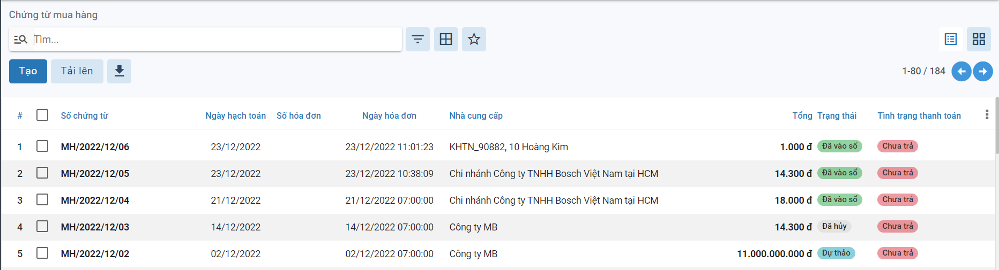 Chứng từ mua hàng
Tìm...
Tạo Tải lên 1-80 / 184
# Số chứng từ Ngày hạch toán Số hóa đơn Ngày hóa đơn Nhà cung cấp Tổng Trạng thái Tình trạng thanh toán
1 MH/2022/12/06 23/12/2022 23/12/2022 11:01:23 KHTN_90882, 10 Hoàng Kim 1.000 đ Đã vào sổ Chưa trả
2 MH/2022/12/05 23/12/2022 23/12/2022 10:38:09 Chi nhánh Công ty TNHH Bosch Việt Nam tại HCM 14.300 đ Đã vào sổ Chưa trả
3 MH/2022/12/04 21/12/2022 21/12/2022 07:00:00 Chi nhánh Công ty TNHH Bosch Việt Nam tại HCM 18.000 đ Đã vào sổ Chưa trả
4 MH/2022/12/03 14/12/2022 14/12/2022 07:00:00 Công ty MB 14.300 đ Đã hủy Chưa trả
5 MH/2022/12/02 02/12/2022 02/12/2022 07:00:00 Công ty MB 11.000.000.000 đ Dự thảo Chưa trả